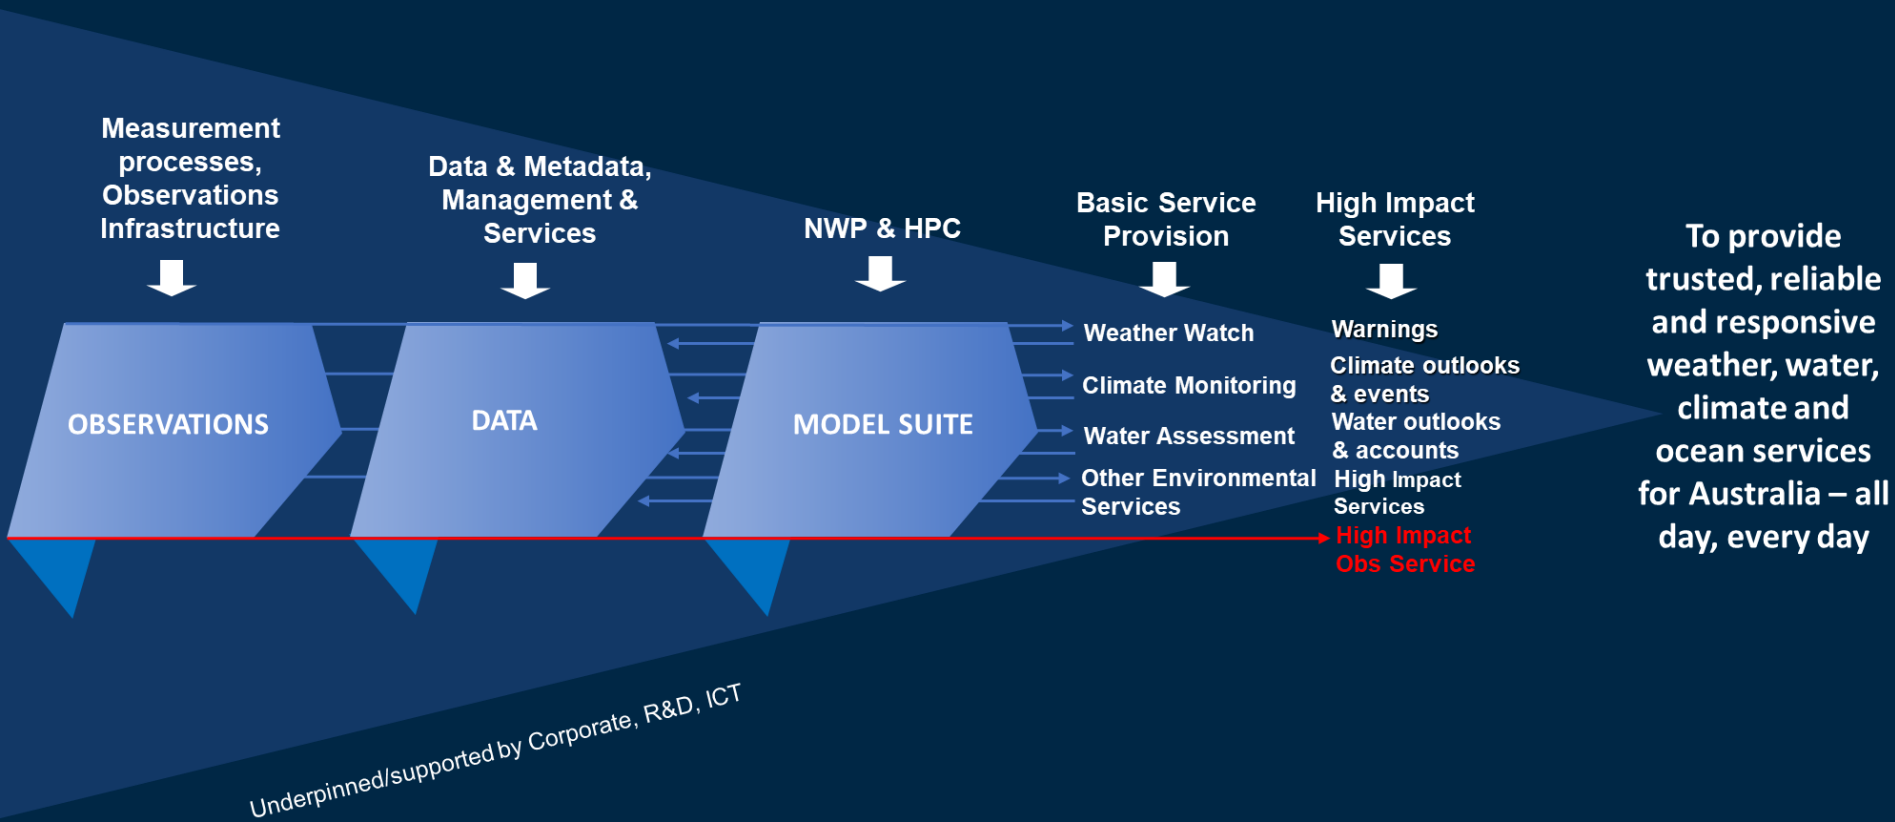 Measurement
processes,
Observations
Infrastructure
Data & Metadata,
Management &
Services
NWP & HPC
Basic Service
Provision
High Impact
Services
OBSERVATIONS
DATA
MODEL SUITE
Weather Watch
Climate Monitoring
Water Assessment
Other Environmental
Services
Warnings
Climate outlooks
& events
Water outlooks
& accounts
High Impact
Services
High Impact
Obs Service
To provide
trusted, reliable
and responsive
weather, water,
climate and
ocean services
for Australia – all
day, every day
Underpinned/supported by Corporate, R&D, ICT